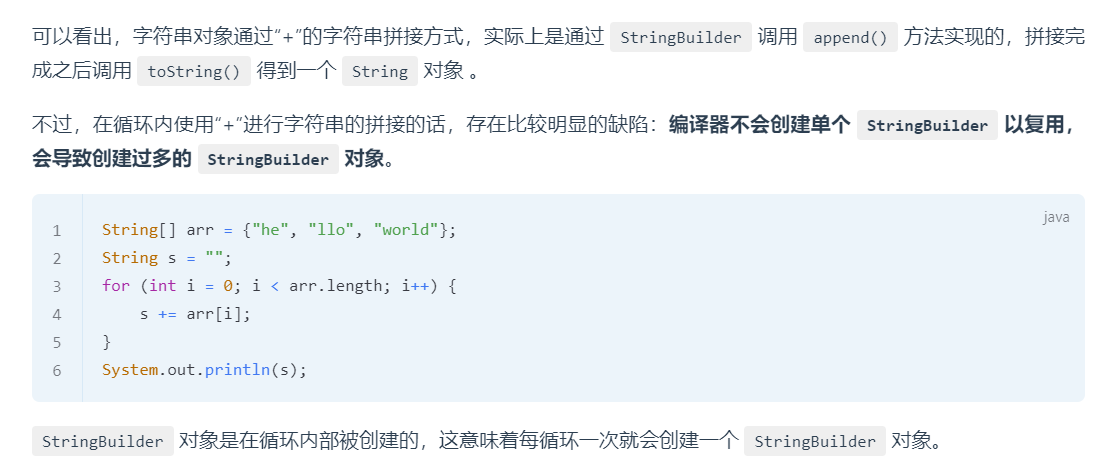 可以看出，字符串对象通过“+”的字符串拼接方式，实际上是通过 StringBuilder 调用 append() 方法实现的，拼接完
成之后调用 toString() 得到一个 String 对象 。
不过，在循环内使用“+”进行字符串的拼接的话，存在比较明显的缺陷：编译器不会创建单个 StringBuilder 以复用，
会导致创建过多的 StringBuilder 对象。
java
1 String[] arr = {"he", "llo", "world"};
2 String s = "";
3 for (int i = 0; i < arr.length; i++) {
4     s += arr[i];
5 }
6 System.out.println(s);
StringBuilder 对象是在循环内部被创建的，这意味着每循环一次就会创建一个 StringBuilder 对象。